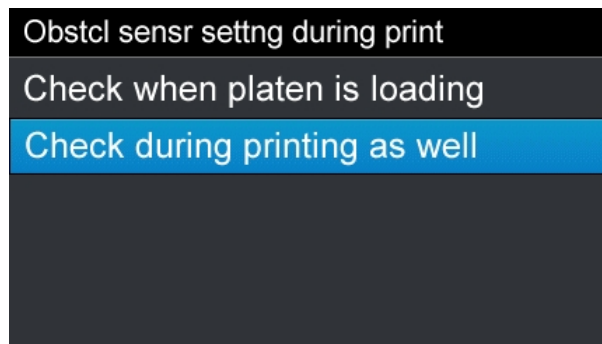 Obstcl sensr settng during print
Check when platen is loading
Check during printing as well